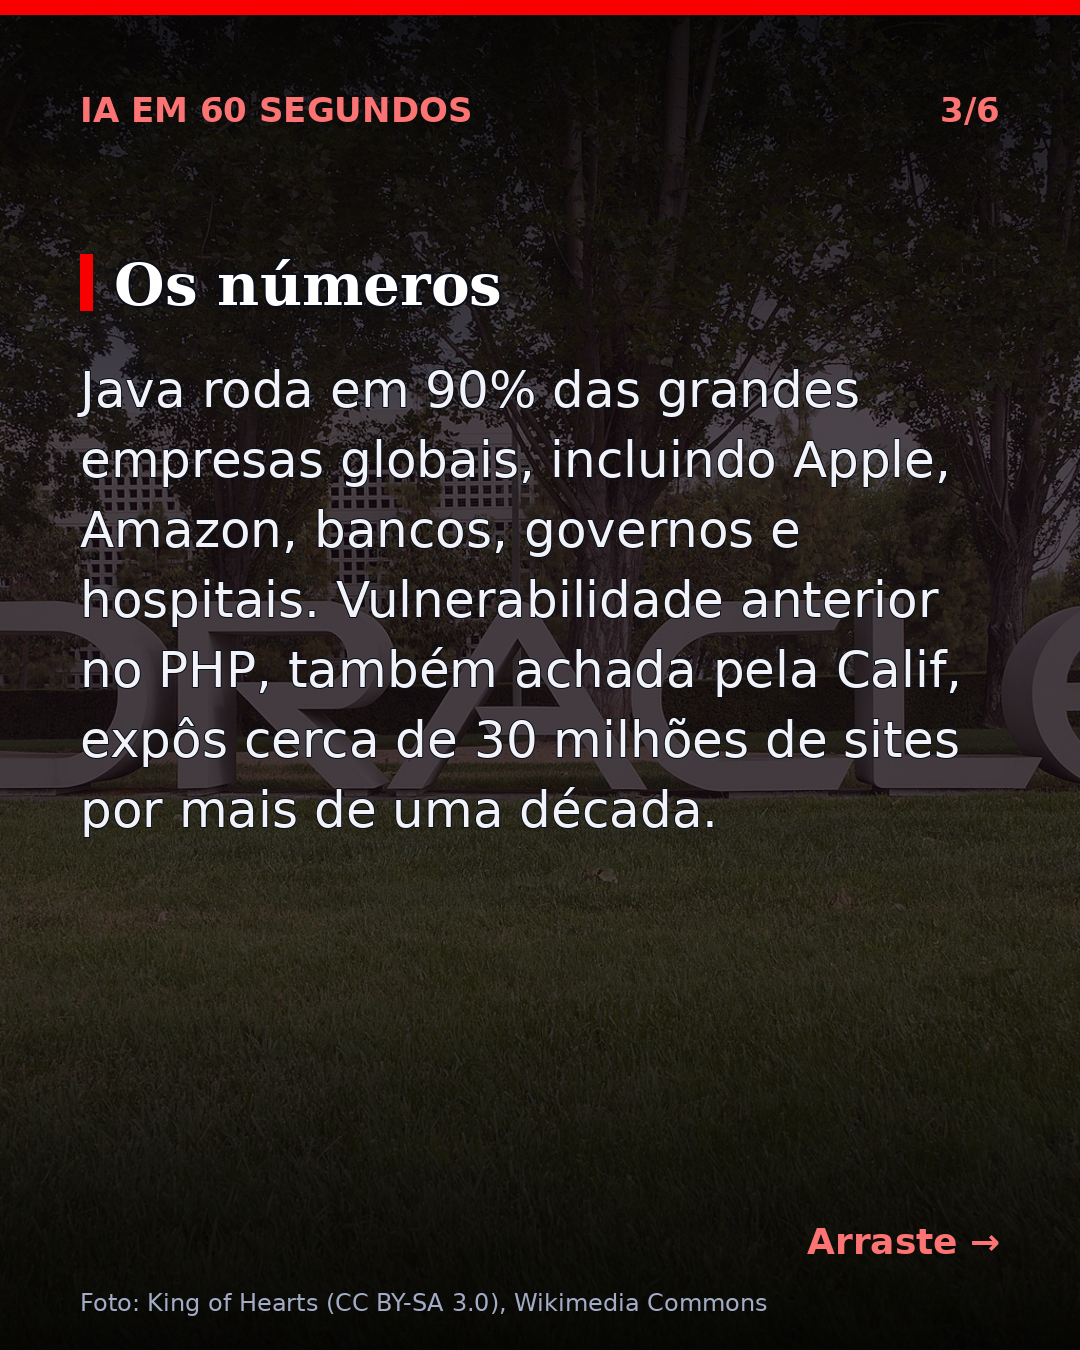 IA EM 60 SEGUNDOS
3/6
Os números
Java roda em 90% das grandes
empresas globais, incluindo Apple,
Amazon, bancos, governos e
hospitais. Vulnerabilidade anterior
no PHP, também achada pela Calif,
expôs cerca de 30 milhões de sites
por mais de uma década.
ORACLE
Arraste →
Foto: King of Hearts (CC BY-SA 3.0), Wikimedia Commons